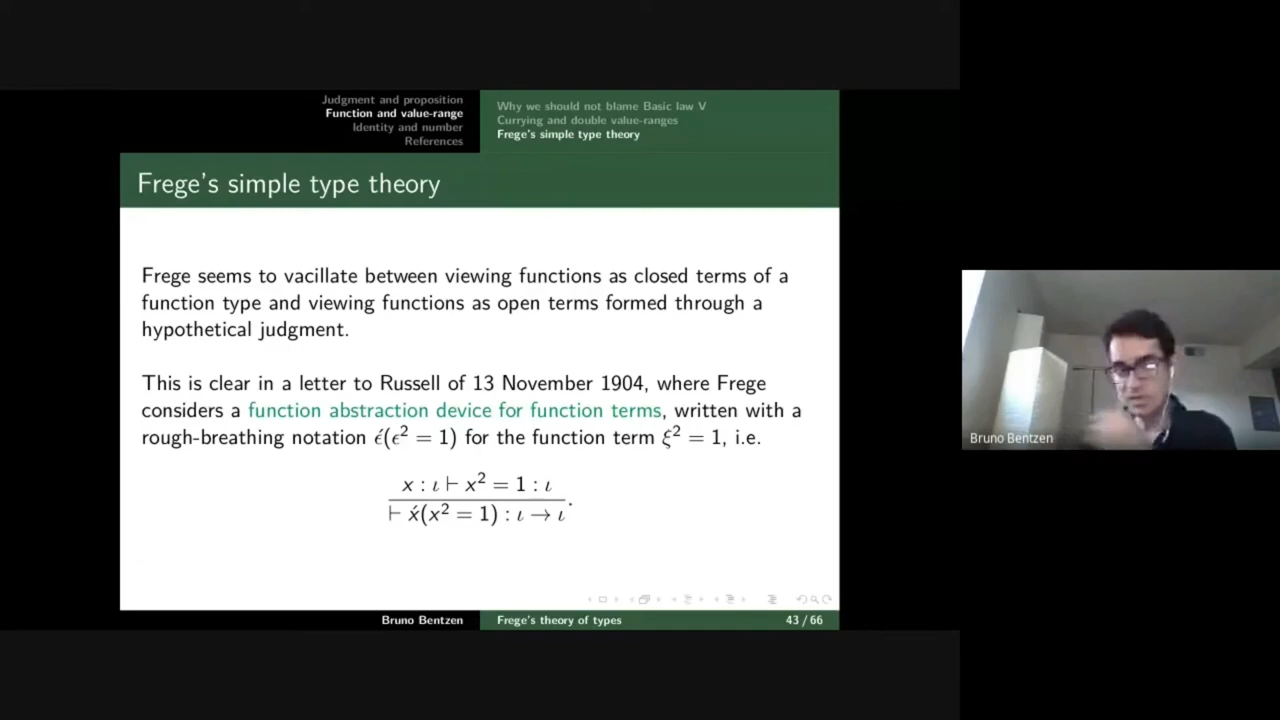 Judgment and proposition
Function and value-range
Identity and number
References
Why we should not blame Basic law V
Currying and double value-ranges
Frege's simple type theory
Frege's simple type theory
Frege seems to vacillate between viewing functions as closed terms of a
function type and viewing functions as open terms formed through a
hypothetical judgment.
This is clear in a letter to Russell of 13 November 1904, where Frege
considers a function abstraction device for function terms, written with a
rough-breathing notation ἐ(ϵ² = 1) for the function term ξ² = 1, i.e.
x : ι ⊢ x² = 1 : ι
⊢ x́(x² = 1) : ι → ι.
Bruno Bentzen
Frege's theory of types
43 / 66
Bruno Bentzen